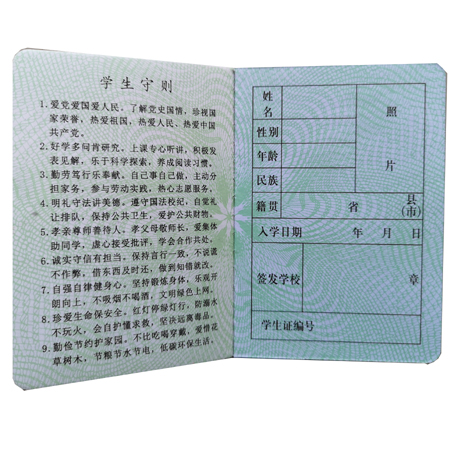 学生守则
1.爱党爱国爱人民。了解党史国情，珍视国
家荣誉，热爱祖国，热爱人民，热爱中国
共产党。
2.好学多问肯研究。上课专心听讲，积极发
表见解，乐于科学探索，养成阅读习惯。
3.勤劳笃行乐奉献。自己事自己做，主动分
担家务，参与劳动实践，热心志愿服务。
4.明礼守法讲美德。遵守国法校纪，自觉礼
让排队，保持公共卫生，爱护公共财物。
5.孝亲尊师善待人。孝父母敬师长，爱集体
助同学，虚心接受批评，学会合作共处。
6.诚实守信有担当。保持言行一致，不说谎
不作弊，借东西及时还，做到知错就改。
7.自强自律健身心。坚持锻炼身体，乐观开
朗向上，不吸烟不喝酒，文明绿色上网。
8.珍爱生命保安全。红灯停绿灯行，防溺水
不玩火，会自护懂求救，坚决远离毒品。
9.勤俭节约护家园。不比吃喝穿戴，爱惜花
草树木，节粮节水节电，低碳环保生活。
姓名
照片
性别
年龄
民族
籍贯 省 县(市)
入学日期 年 月 日
签发学校 章
学生证编号